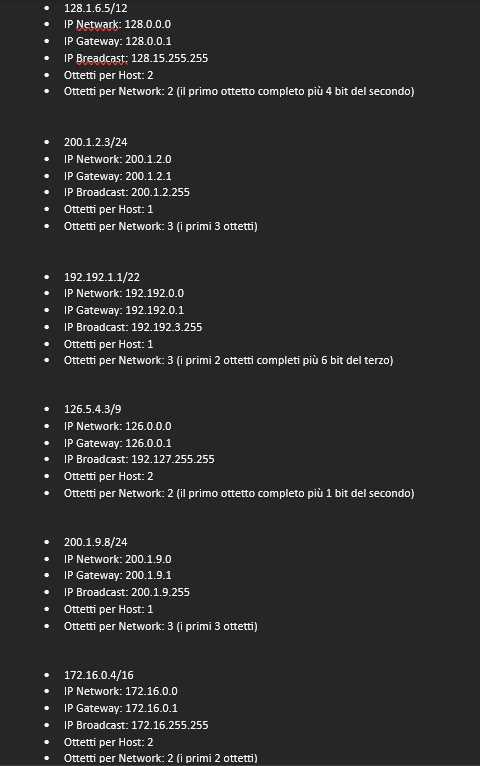 • 128.1.6.5/12
• IP Netwark: 128.0.0.0
• IP Gateway: 128.0.0.1
• IP Breadcast: 128.15.255.255
• Ottetti per Host: 2
• Ottetti per Network: 2 (il primo ottetto completo più 4 bit del secondo)
• 200.1.2.3/24
• IP Network: 200.1.2.0
• IP Gateway: 200.1.2.1
• IP Broadcast: 200.1.2.255
• Ottetti per Host: 1
• Ottetti per Network: 3 (i primi 3 ottetti)
• 192.192.1.1/22
• IP Network: 192.192.0.0
• IP Gateway: 192.192.0.1
• IP Broadcast: 192.192.3.255
• Ottetti per Host: 1
• Ottetti per Network: 3 (i primi 2 ottetti completi più 6 bit del terzo)
• 126.5.4.3/9
• IP Network: 126.0.0.0
• IP Gateway: 126.0.0.1
• IP Broadcast: 192.127.255.255
• Ottetti per Host: 2
• Ottetti per Network: 2 (il primo ottetto completo più 1 bit del secondo)
• 200.1.9.8/24
• IP Network: 200.1.9.0
• IP Gateway: 200.1.9.1
• IP Broadcast: 200.1.9.255
• Ottetti per Host: 1
• Ottetti per Network: 3 (i primi 3 ottetti)
• 172.16.0.4/16
• IP Network: 172.16.0.0
• IP Gateway: 172.16.0.1
• IP Broadcast: 172.16.255.255
• Ottetti per Host: 2
• Ottetti per Network: 2 (i primi 2 ottetti)